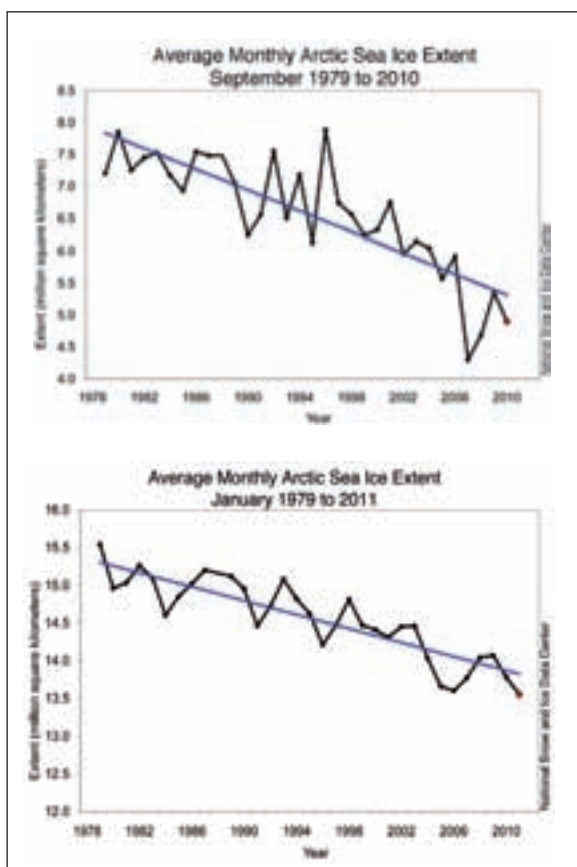 Average Monthly Arctic Sea Ice Extent
September 1979 to 2010
Extent (million square kilometers)
8.5
8.0
7.5
7.0
6.5
6.0
5.5
5.0
4.5
4.0
1978 1982 1986 1990 1994 1998 2002 2006 2010
Year
National Snow and Ice Data Center
Average Monthly Arctic Sea Ice Extent
January 1979 to 2011
Extent (million square kilometers)
16.0
15.5
15.0
14.5
14.0
13.5
13.0
12.5
12.0
1978 1982 1986 1990 1994 1998 2002 2006 2010
Year
National Snow and Ice Data Center